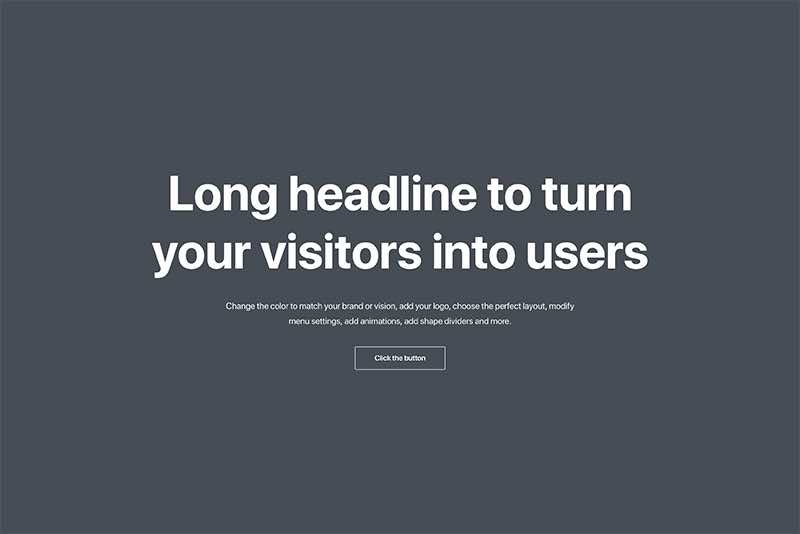 Long headline to turn
your visitors into users
Change the color to match your brand or vision, add your logo, choose the perfect layout, modify
menu settings, add animations, add shape dividers and more.
Click the button